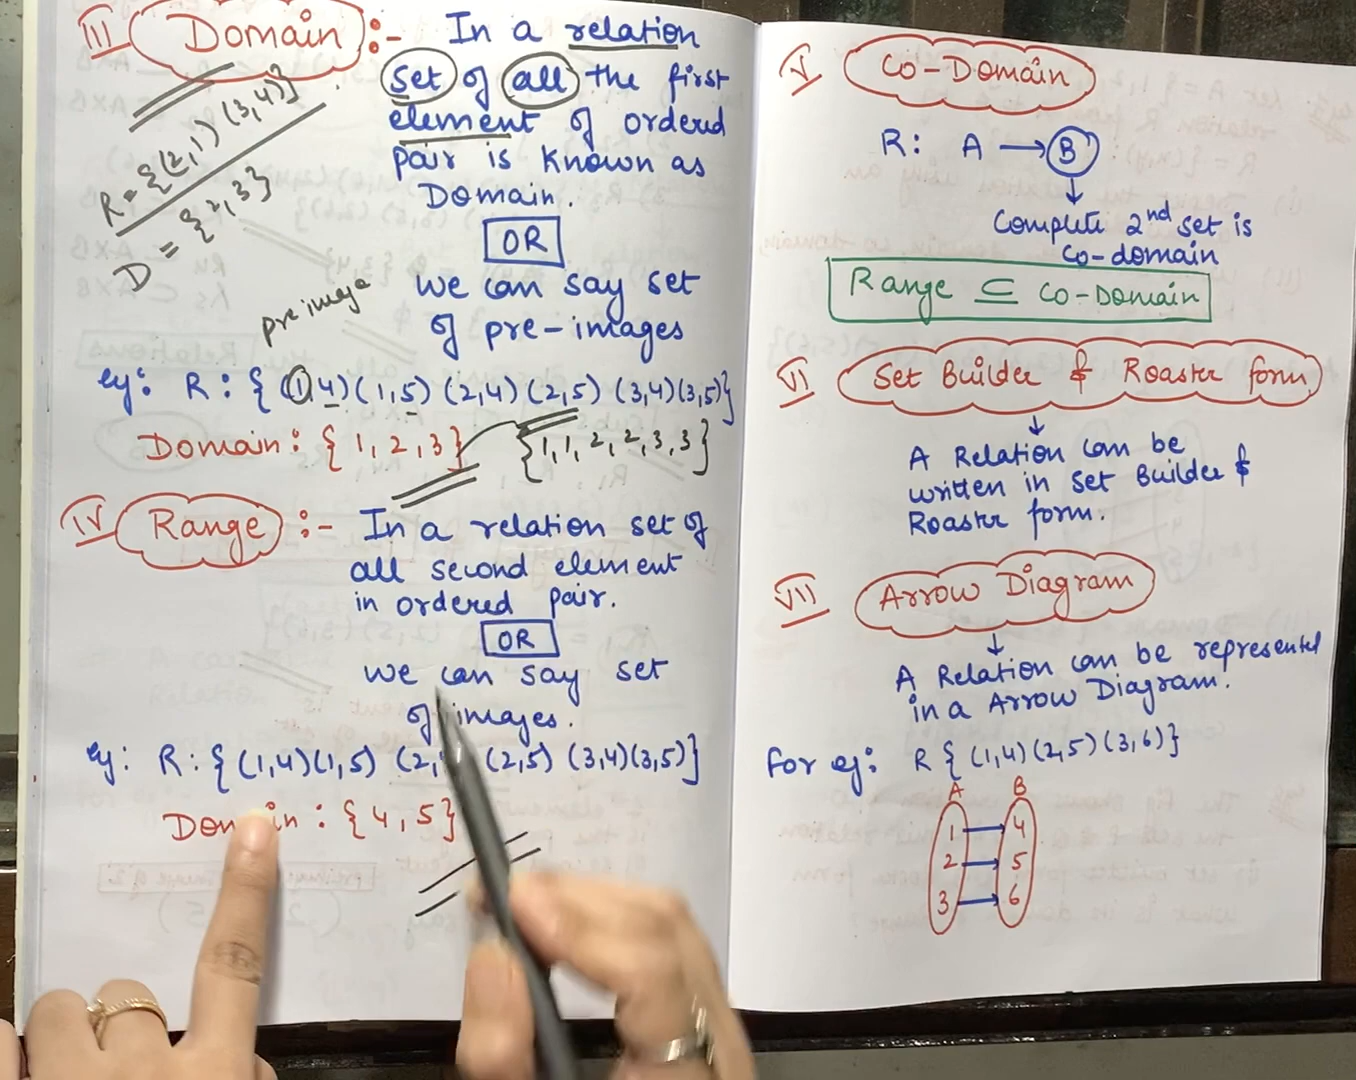 III Domain :- In a relation
set of all the first
element of ordered
pair is known as
Domain.
OR
we can say set
of pre-images
R = {(2,1) (3,4)}
D = {2,3}
pre image
eg: R : { (1,4) (1,5) (2,4) (2,5) (3,4) (3,5)}
Domain : { 1, 2, 3} {1,1,2,2,3,3}
IV Range :- In a relation set of
all second element
in ordered pair.
OR
we can say set
of images.
eg: R : { (1,4) (1,5) (2, (2,5) (3,4) (3,5)}
Domain : { 4, 5}
V Co-Domain
R : A → B
↓
Complete 2nd set is
Co-domain
Range ⊆ Co-Domain
VI Set Builder & Roaster form
↓
A Relation can be
written in Set Builder &
Roaster form.
VII Arrow Diagram
↓
A Relation can be represented
in a Arrow Diagram.
For eg: R { (1,4) (2,5) (3,6)}
A B
1 → 4
2 → 5
3 → 6